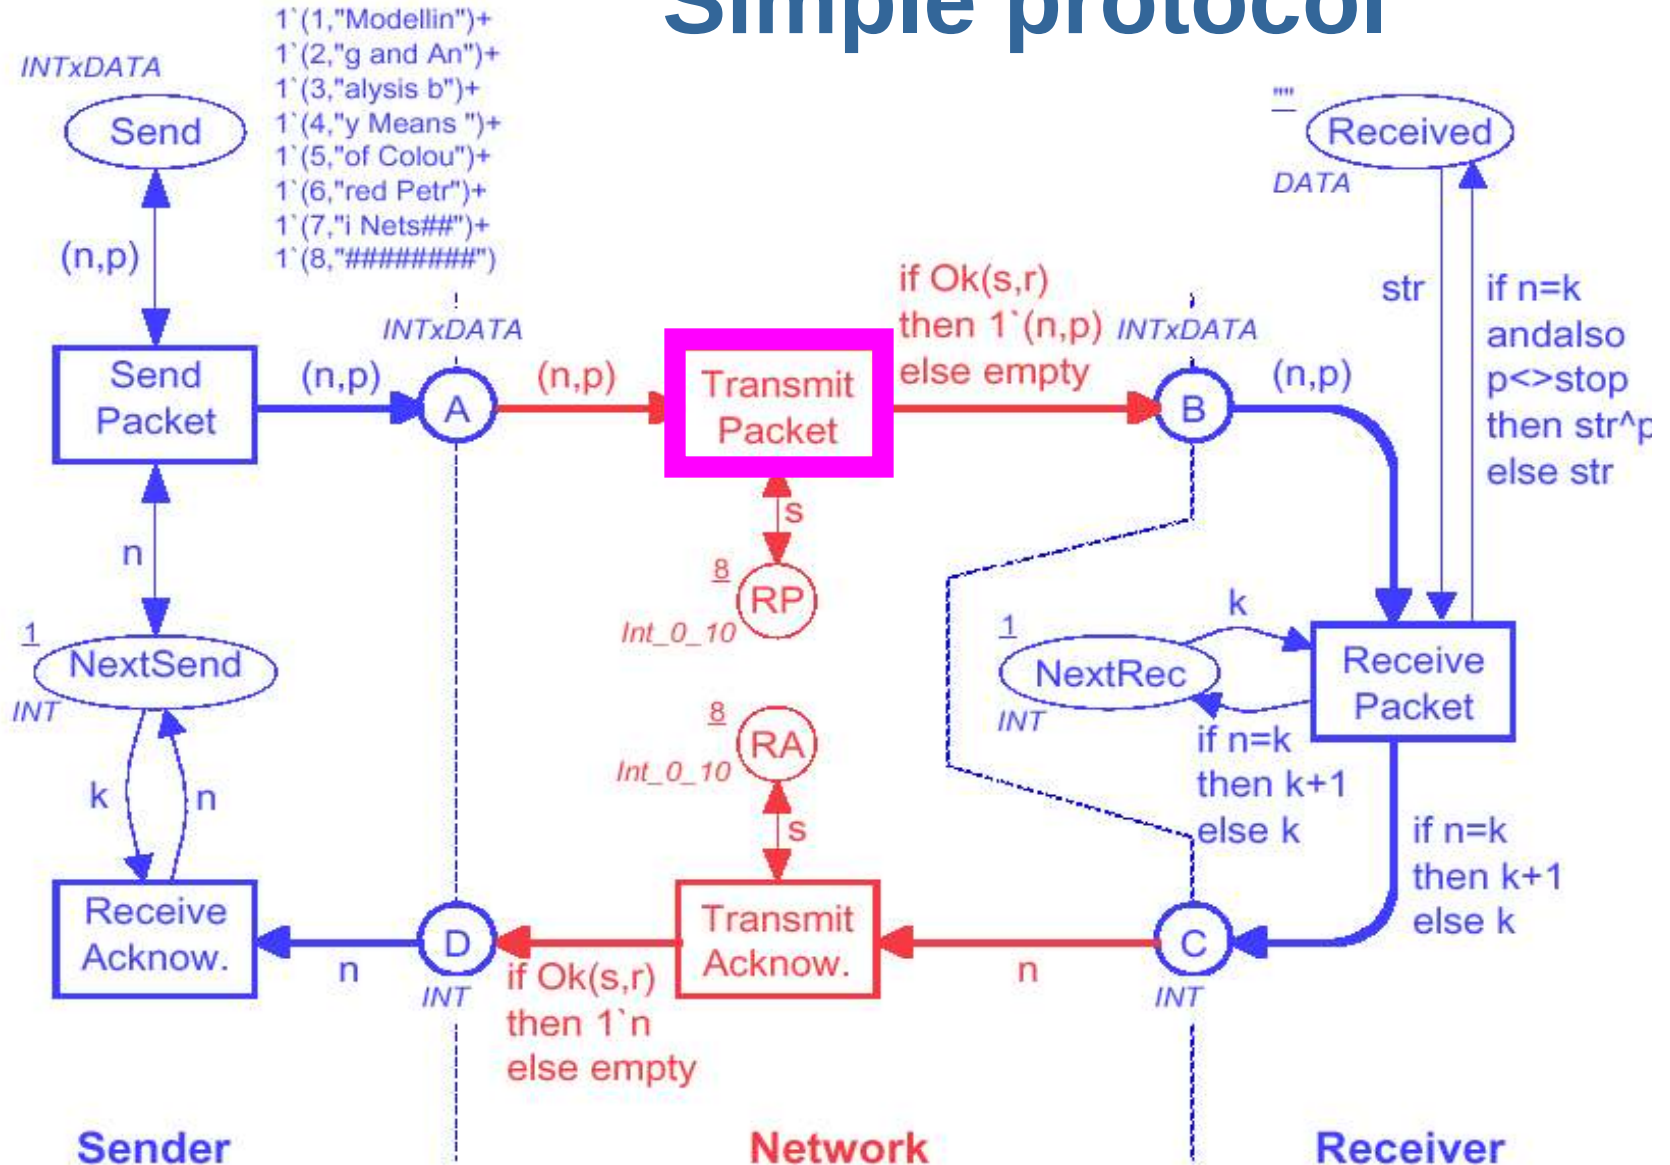 Simple protocol
1`(1,"Modellin")+
1`(2,"g and An")+
1`(3,"alysis b")+
1`(4,"y Means ")+
1`(5,"of Colou")+
1`(6,"red Petr")+
1`(7,"i Nets##")+
1`(8,"########")
INTxDATA
Send
(n,p)
Send
Packet
(n,p)
INTxDATA
A
(n,p)
Transmit
Packet
if Ok(s,r)
then 1`(n,p)
else empty
INTxDATA
B
(n,p)
""
Received
DATA
str
if n=k
andalso
p<>stop
then str^p
else str
n
1
NextSend
INT
s
8
RP
Int_0_10
8
RA
Int_0_10
s
k
1
NextRec
INT
Receive
Packet
if n=k
then k+1
else k
if n=k
then k+1
else k
k
n
Receive
Acknow.
n
D
INT
if Ok(s,r)
then 1`n
else empty
Transmit
Acknow.
n
C
INT
Sender
Network
Receiver